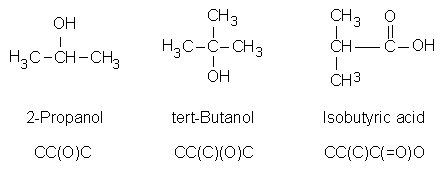 OH
H3C-CH-CH3
2-Propanol
CC(O)C
CH3
H3C-C-CH3
OH
tert-Butanol
CC(C)(O)C
CH3
O
CH-C-OH
CH3
Isobutyric acid
CC(C)C(=O)O